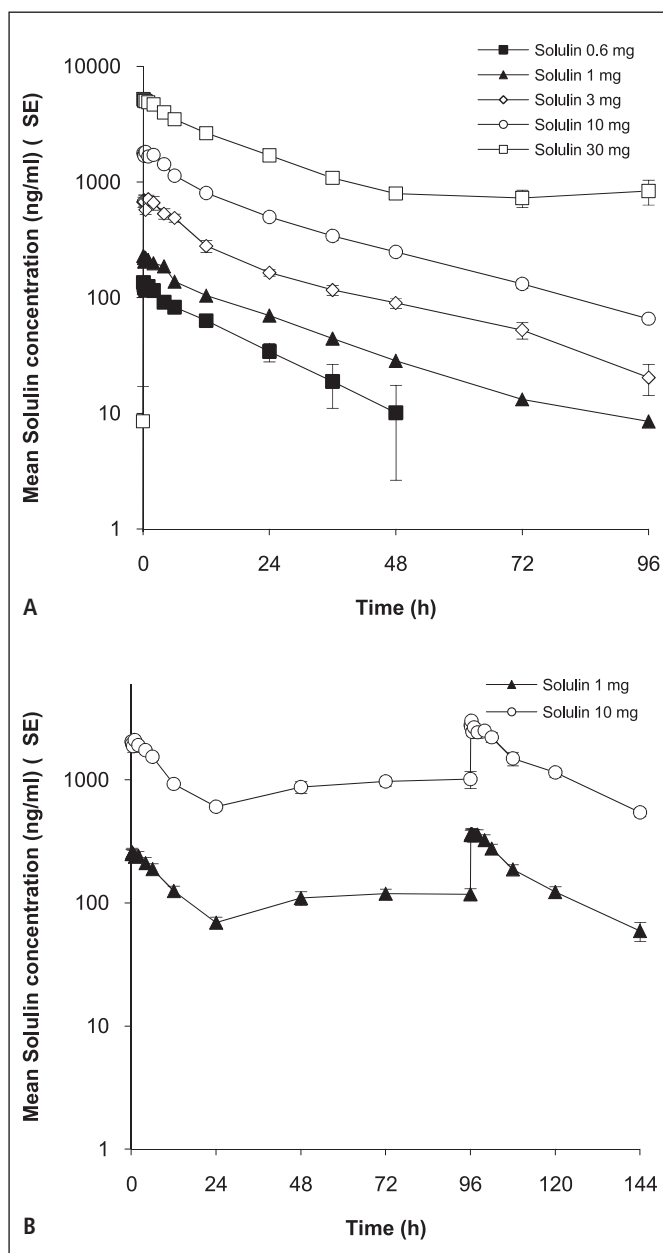 Solulin 0.6 mg
Solulin 1 mg
Solulin 3 mg
Solulin 10 mg
Solulin 30 mg
Mean Solulin concentration (ng/ml) ( SE)
10000
1000
100
10
1
0 24 48 72 96
A
Time (h)
Solulin 1 mg
Solulin 10 mg
Mean Solulin concentration (ng/ml) ( SE)
1000
100
10
1
0 24 48 72 96 120 144
B
Time (h)